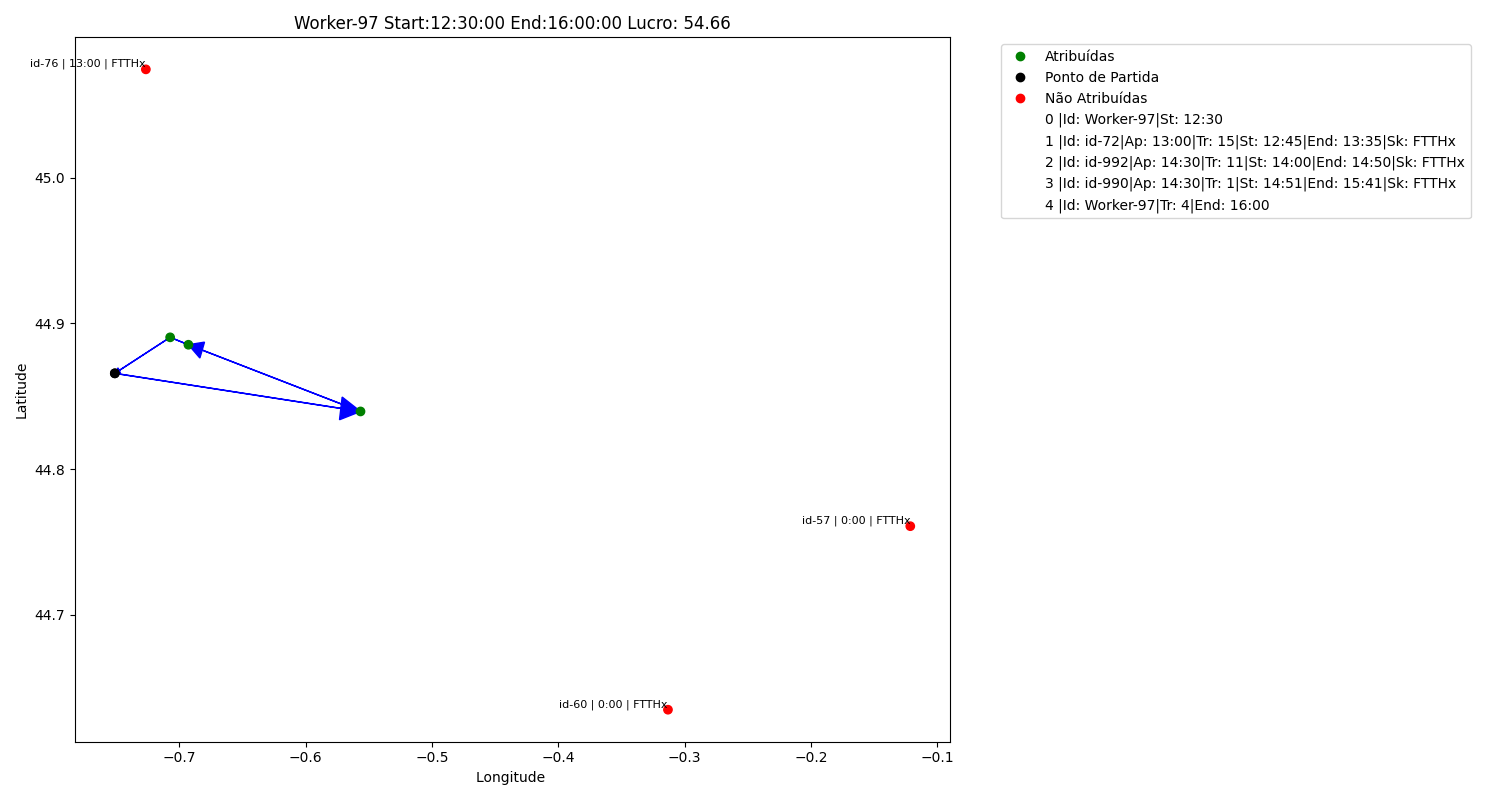 Worker-97 Start:12:30:00 End:16:00:00 Lucro: 54.66
id-76 | 13:00 | FTTHx
45.0
44.9
44.8
44.7
Latitude
id-57 | 0:00 | FTTHx
id-60 | 0:00 | FTTHx
−0.7
−0.6
−0.5
−0.4
−0.3
−0.2
−0.1
Longitude
Atribuídas
Ponto de Partida
Não Atribuídas
0 |Id: Worker-97|St: 12:30
1 |Id: id-72|Ap: 13:00|Tr: 15|St: 12:45|End: 13:35|Sk: FTTHx
2 |Id: id-992|Ap: 14:30|Tr: 11|St: 14:00|End: 14:50|Sk: FTTHx
3 |Id: id-990|Ap: 14:30|Tr: 1|St: 14:51|End: 15:41|Sk: FTTHx
4 |Id: Worker-97|Tr: 4|End: 16:00